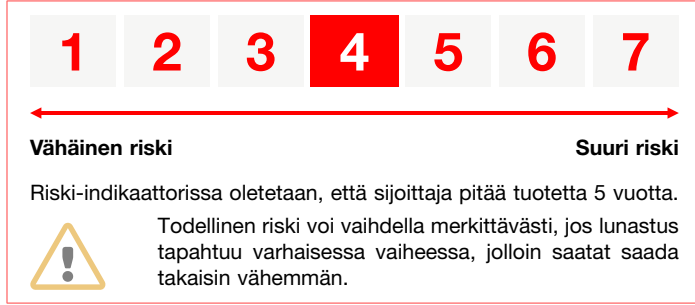 1 2 3 4 5 6 7
Vähäinen riski Suuri riski
Riski-indikaattorissa oletetaan, että sijoittaja pitää tuotetta 5 vuotta.
Todellinen riski voi vaihdella merkittävästi, jos lunastus
tapahtuu varhaisessa vaiheessa, jolloin saatat saada
takaisin vähemmän.